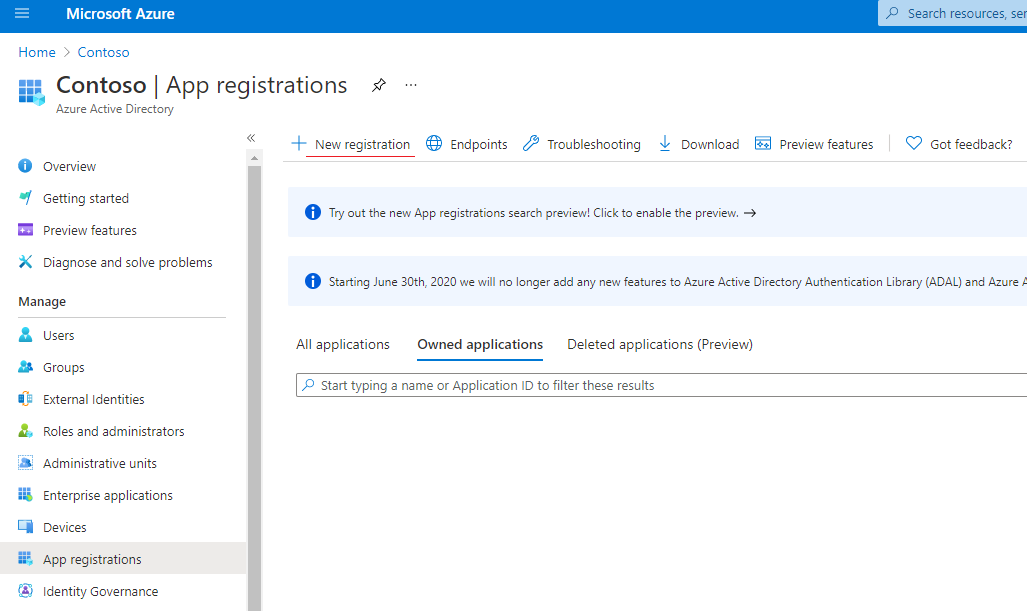 Microsoft Azure
Search resources, ser
Home > Contoso
Contoso | App registrations
Azure Active Directory
Overview
Getting started
Preview features
Diagnose and solve problems
Manage
Users
Groups
External Identities
Roles and administrators
Administrative units
Enterprise applications
Devices
App registrations
Identity Governance
New registration Endpoints Troubleshooting Download Preview features Got feedback?
Try out the new App registrations search preview! Click to enable the preview. →
Starting June 30th, 2020 we will no longer add any new features to Azure Active Directory Authentication Library (ADAL) and Azure A
All applications Owned applications Deleted applications (Preview)
Start typing a name or Application ID to filter these results